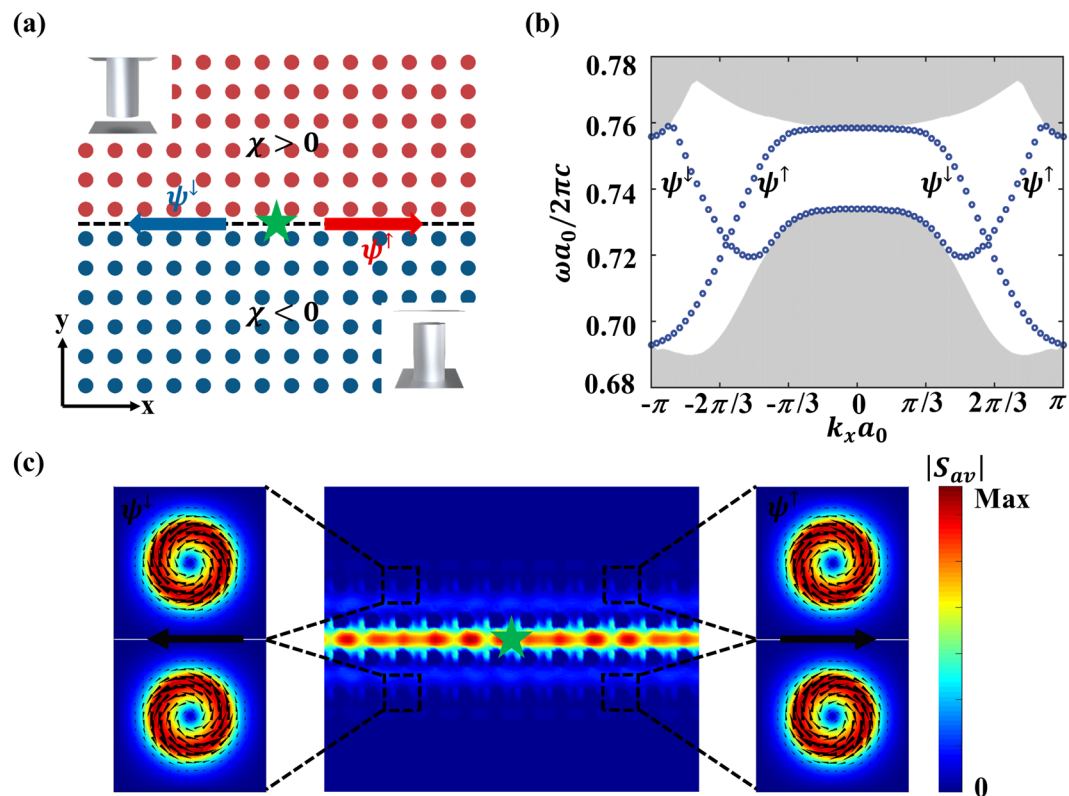 (a)
χ > 0
ψ↓
ψ↑
χ < 0
y
x
(b)
ωa₀/2πc
0.78
0.76
0.74
0.72
0.70
0.68
ψ↓ ψ↑ ψ↓ ψ↑
-π -2π/3 -π/3 0 π/3 2π/3 π
kₓa₀
(c)
ψ↓
ψ↑
|Sₐᵥ|
Max
0